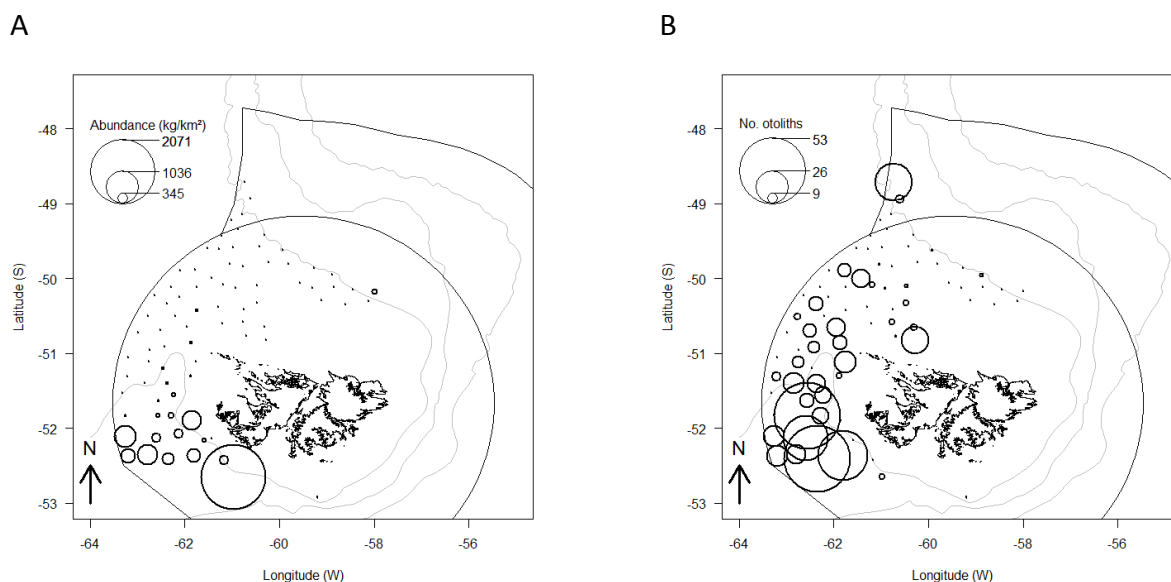 A
Abundance (kg/km²)
2071
1036
345
N
-48
-49
-50
-51
-52
-53
Latitude (S)
-64
-62
-60
-58
-56
Longitude (W)
B
No. otoliths
53
26
9
N
-48
-49
-50
-51
-52
-53
Latitude (S)
-64
-62
-60
-58
-56
Longitude (W)